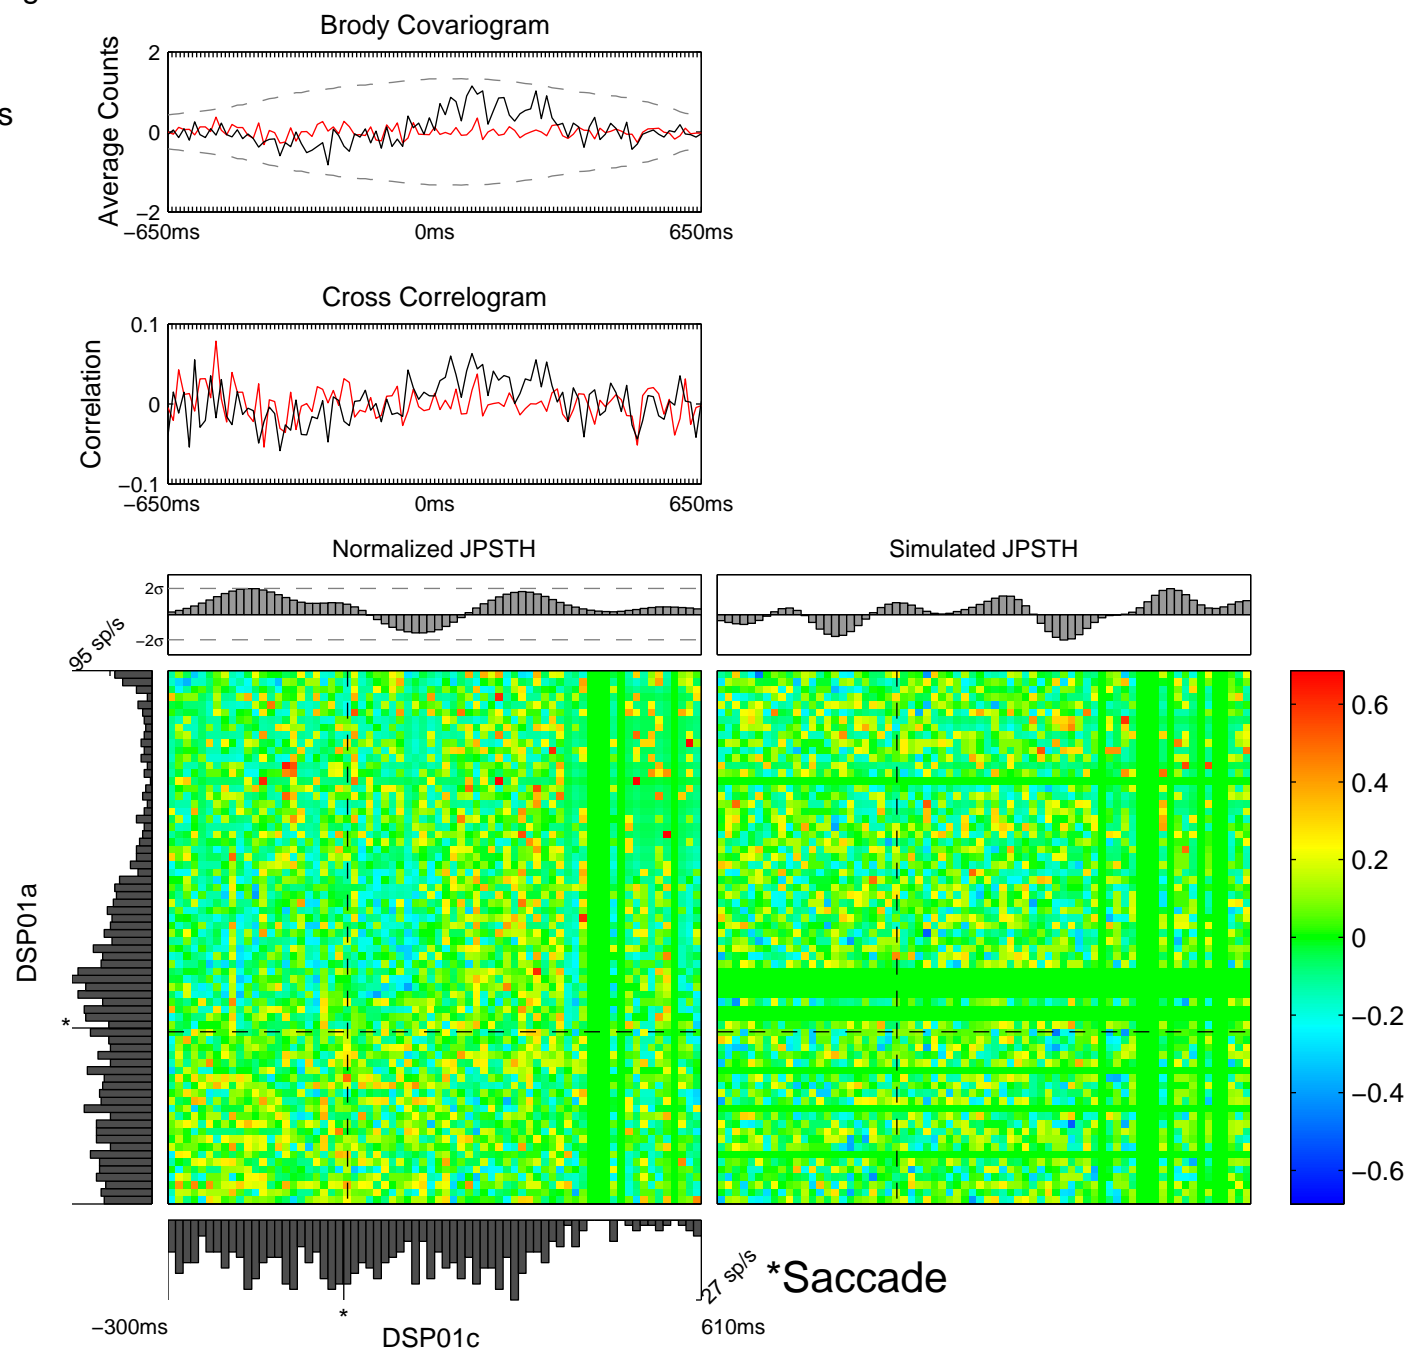 g
Brody Covariogram
s
Average Counts
2
0
−2
−650ms 0ms 650ms
Cross Correlogram
Correlation
0.1
0
−0.1
−650ms 0ms 650ms
Normalized JPSTH
Simulated JPSTH
2σ
−2σ
95 sp/s
DSP01a
*
0.6
0.4
0.2
0
−0.2
−0.4
−0.6
27 sp/s
*Saccade
*
−300ms
DSP01c
610ms